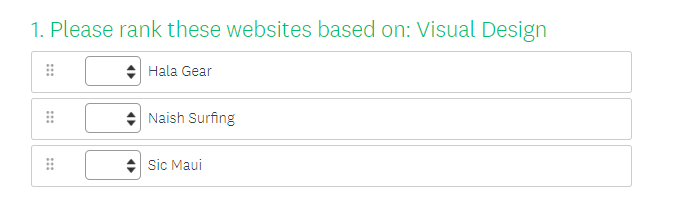 1. Please rank these websites based on: Visual Design
Hala Gear
Naish Surfing
Sic Maui